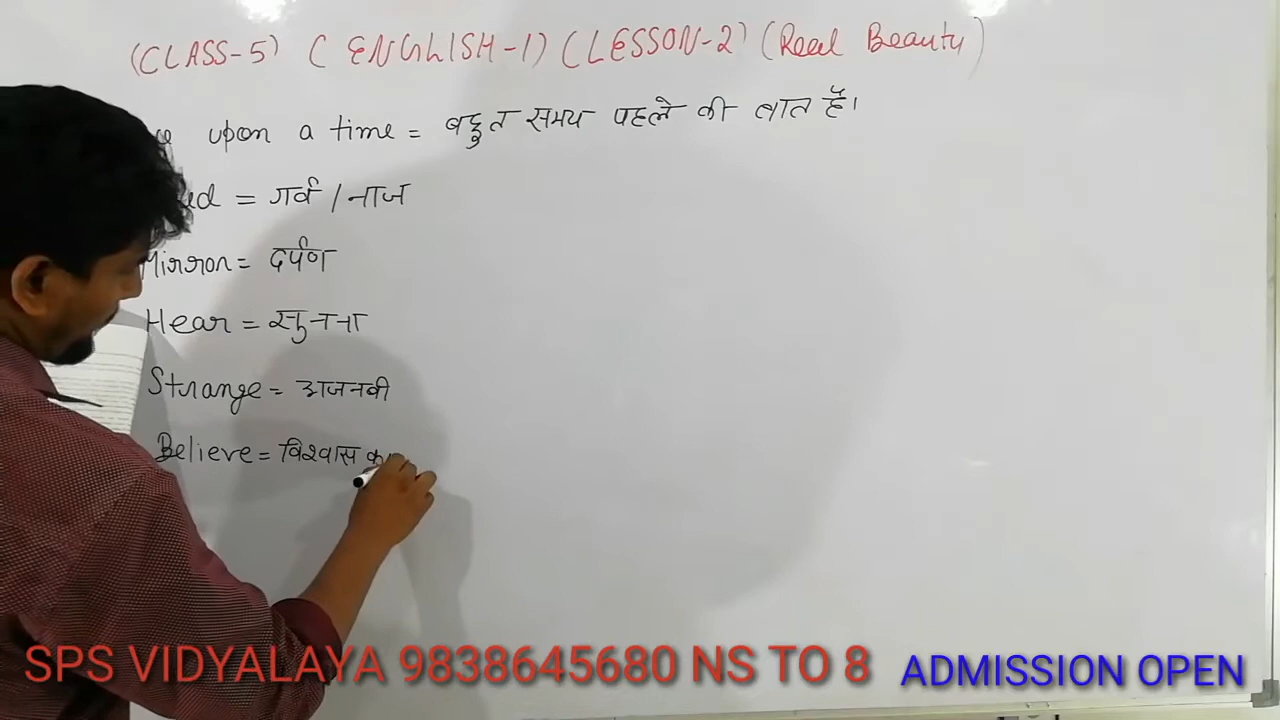 (CLASS-5) (ENGLISH-1) (LESSON-2) (Real Beauty)
upon a time = बहुत समय पहले की बात है।
= गर्व / नाज
Mirror = दर्पण
Hear = सुनना
Strange = अजनबी
Believe = विश्वास क
SPS VIDYALAYA 9838645680 NS TO 8 ADMISSION OPEN